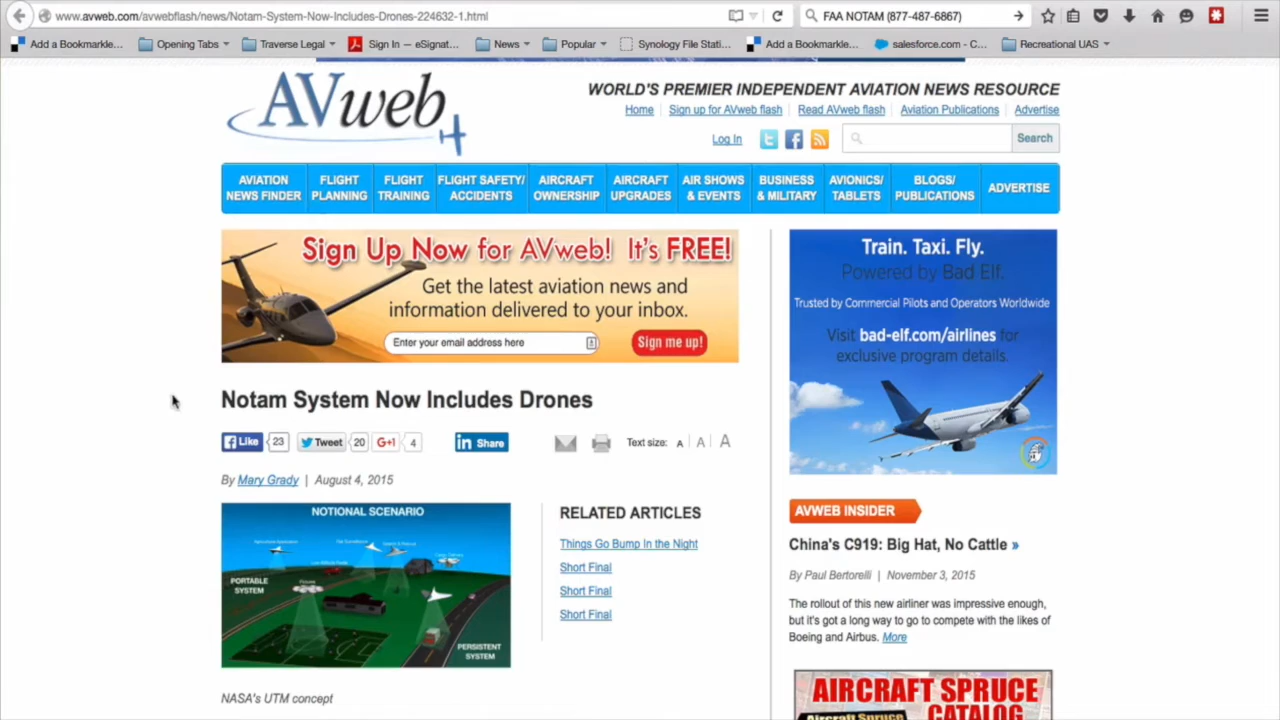 www.avweb.com/avwebflash/news/Notam-System-Now-Includes-Drones-224632-1.html
FAA NOTAM (877-487-6867)
Add a Bookmarkle...
Opening Tabs
Traverse Legal
Sign In — eSignat...
News
Popular
Synology File Stati...
Add a Bookmarkle...
salesforce.com - C...
Recreational UAS
AVweb
WORLD'S PREMIER INDEPENDENT AVIATION NEWS RESOURCE
Home
Sign up for AVweb flash
Read AVweb flash
Aviation Publications
Advertise
Log In
Search
AVIATION
NEWS FINDER
FLIGHT
PLANNING
FLIGHT
TRAINING
FLIGHT SAFETY/
ACCIDENTS
AIRCRAFT
OWNERSHIP
AIRCRAFT
UPGRADES
AIR SHOWS
& EVENTS
BUSINESS
& MILITARY
AVIONICS/
TABLETS
BLOGS/
PUBLICATIONS
ADVERTISE
Sign Up Now for AVweb! It's FREE!
Get the latest aviation news and
information delivered to your inbox.
Enter your email address here
Sign me up!
Notam System Now Includes Drones
Like
23
Tweet
20
G+1
4
in Share
Text size: A | A | A
By Mary Grady | August 4, 2015
NOTIONAL SCENARIO
PORTABLE
SYSTEM
PERSISTENT
SYSTEM
NASA's UTM concept
RELATED ARTICLES
Things Go Bump In the Night
Short Final
Short Final
Short Final
Train. Taxi. Fly.
Powered by Bad Elf.
Trusted by Commercial Pilots and Operators Worldwide
Visit bad-elf.com/airlines for
exclusive program details.
AVWEB INSIDER
China's C919: Big Hat, No Cattle »
By Paul Bertorelli | November 3, 2015
The rollout of this new airliner was impressive enough,
but it's got a long way to go to compete with the likes of
Boeing and Airbus. More
AIRCRAFT SPRUCE
CATALOG
Aircraft Spruce